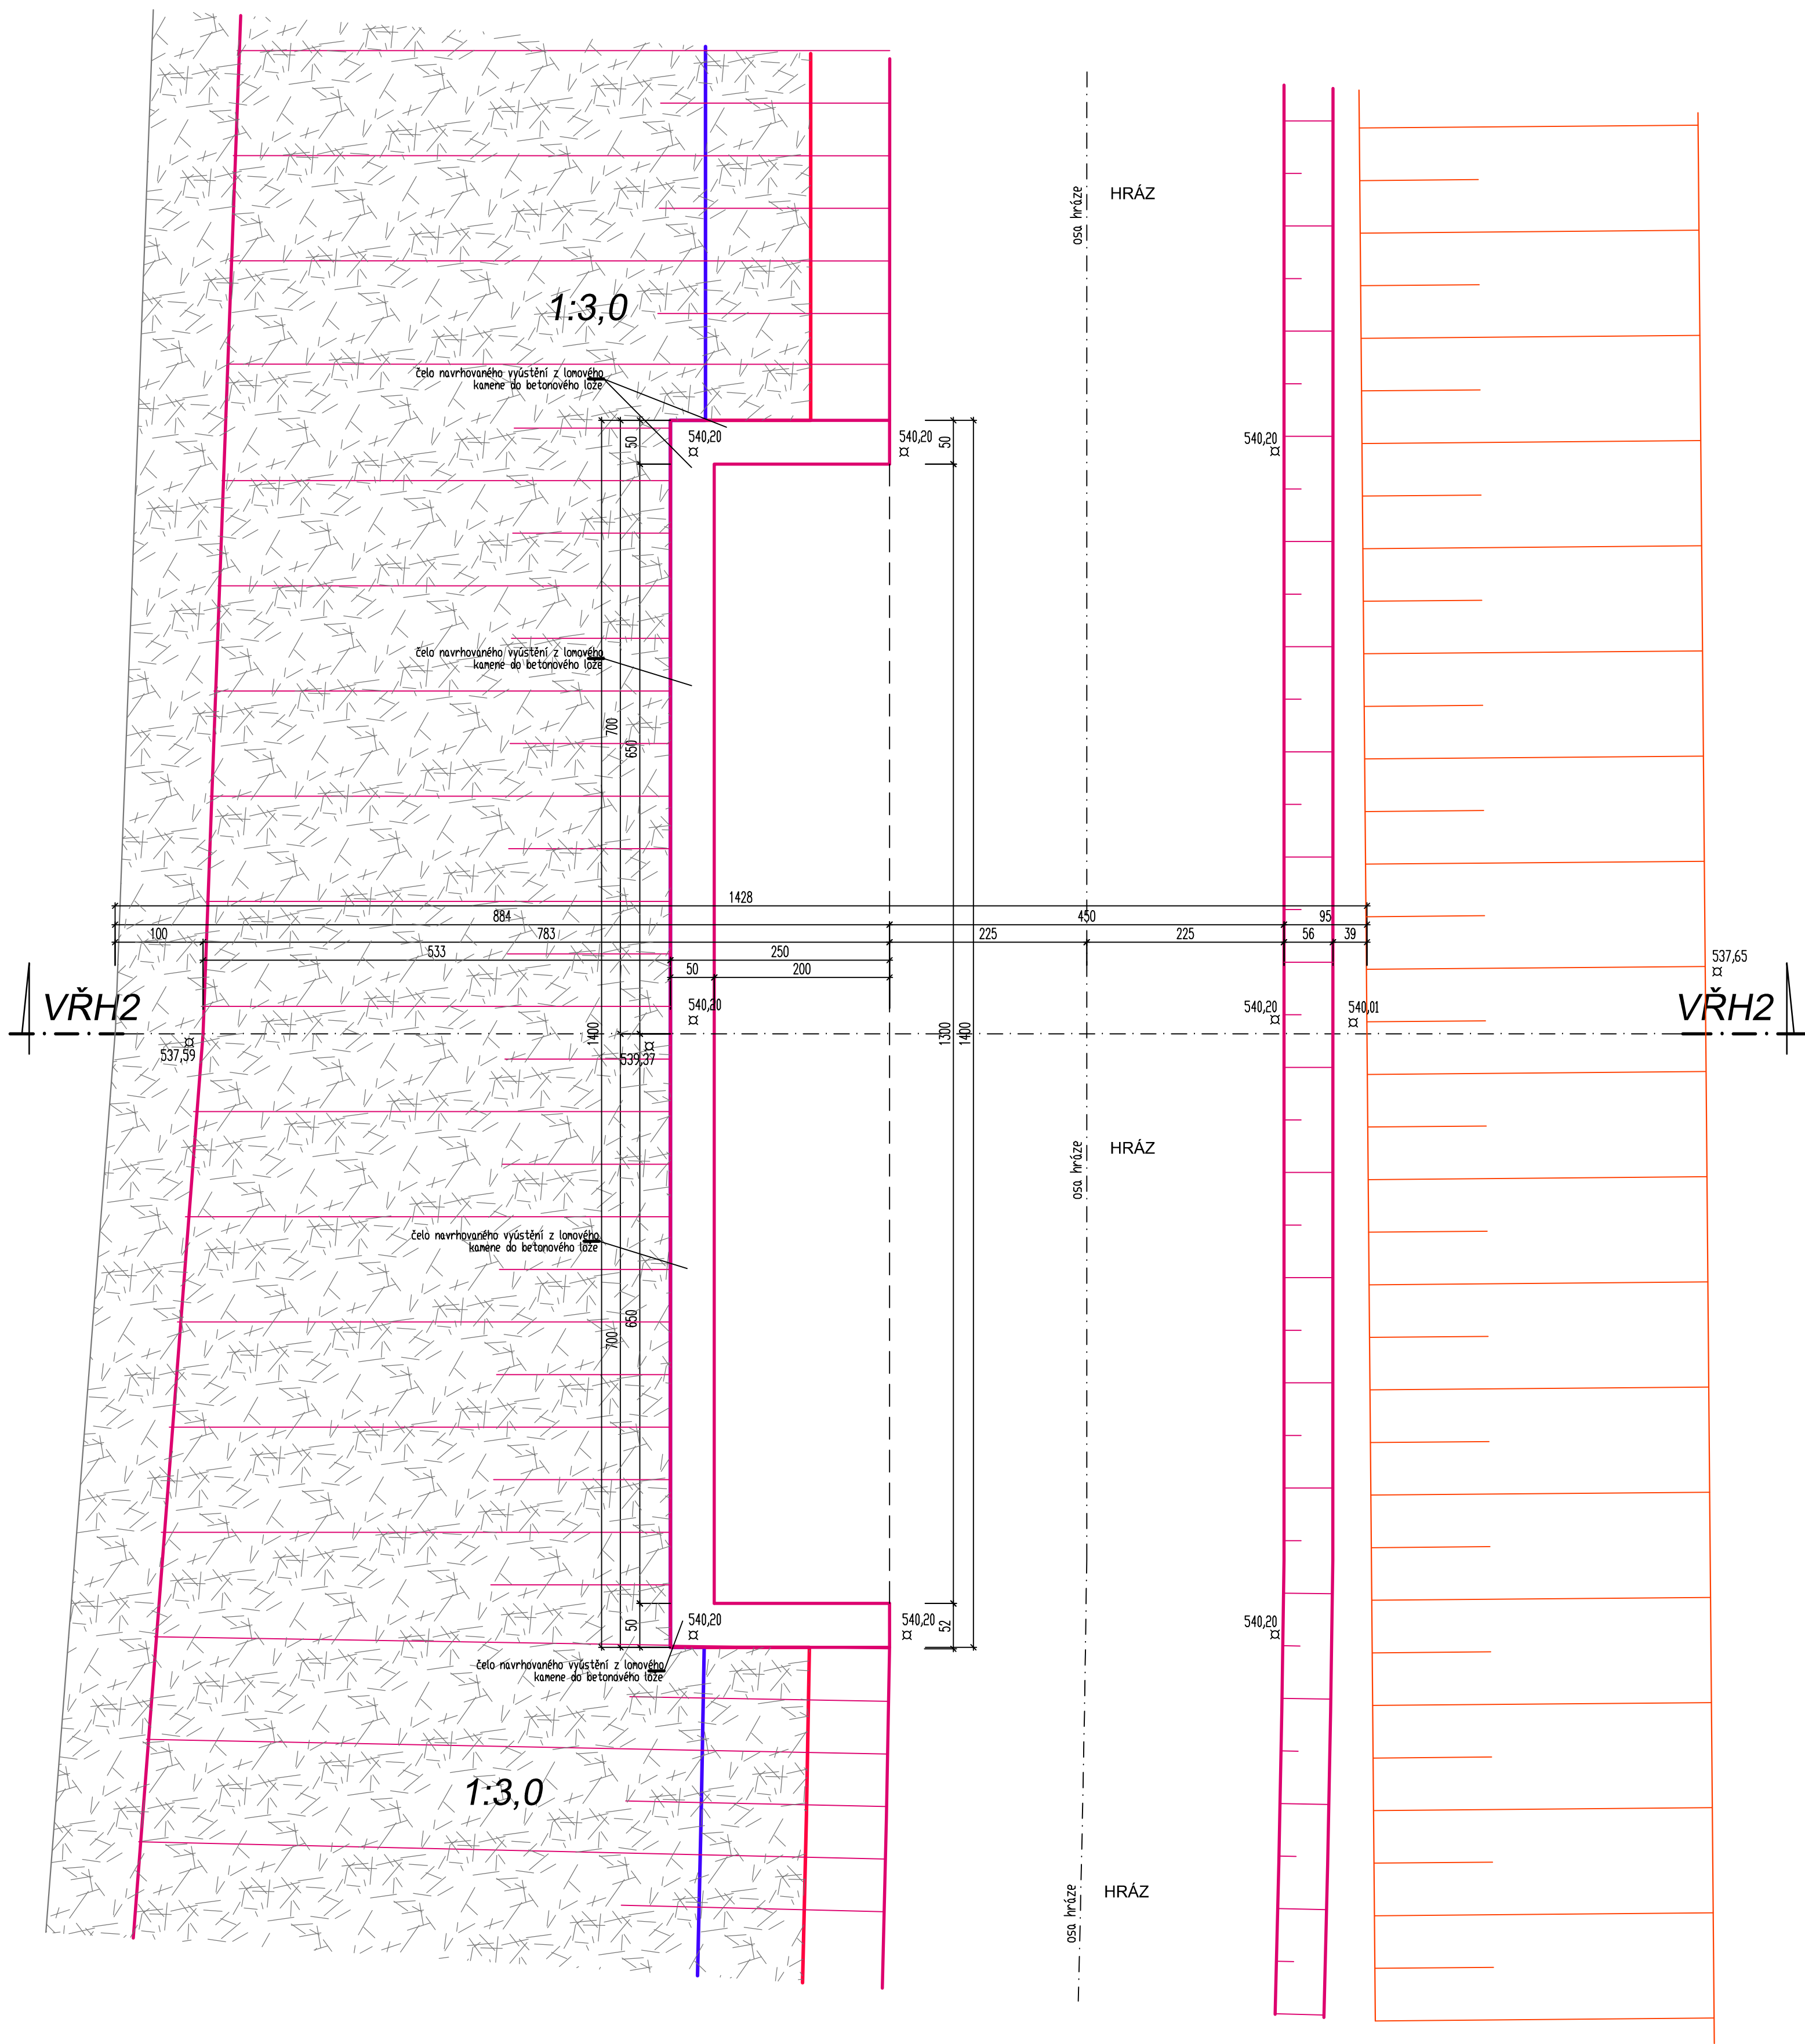 osa hráze
HRÁZ
1:3,0
čelo navrhovaného vyústění z lomového
kamene do betonového lože
50
540,20
540,20
50
540,20
čelo navrhovaného vyústění z lomového
kamene do betonového lože
700
650
1428
884
450
95
100
783
225
225
56
39
533
250
50
200
537,65
VŘH2
540,20
540,20
540,01
VŘH2
537,59
1400
539,37
1300
1400
osa hráze
HRÁZ
čelo navrhovaného vyústění z lomového
kamene do betonového lože
700
650
50
540,20
540,20
52
540,20
čelo navrhovaného vyústění z lomového
kamene do betonového lože
1:3,0
osa hráze
HRÁZ